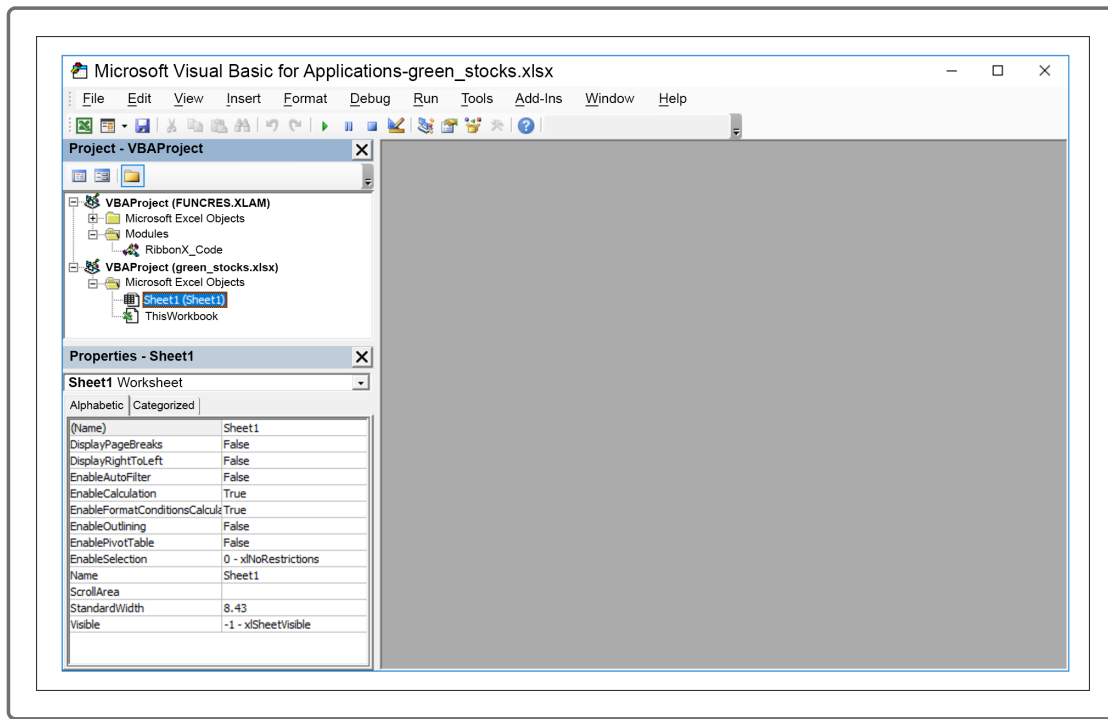 Microsoft Visual Basic for Applications-green_stocks.xlsx
File Edit View Insert Format Debug Run Tools Add-Ins Window Help
Project - VBAProject
VBAProject (FUNCRES.XLAM)
Microsoft Excel Objects
Modules
RibbonX_Code
VBAProject (green_stocks.xlsx)
Microsoft Excel Objects
Sheet1 (Sheet1)
ThisWorkbook
Properties - Sheet1
Sheet1 Worksheet
Alphabetic Categorized
(Name) Sheet1
DisplayPageBreaks False
DisplayRightToLeft False
EnableAutoFilter False
EnableCalculation True
EnableFormatConditionsCalcula True
EnableOutlining False
EnablePivotTable False
EnableSelection 0 - xlNoRestrictions
Name Sheet1
ScrollArea
StandardWidth 8.43
Visible -1 - xlSheetVisible